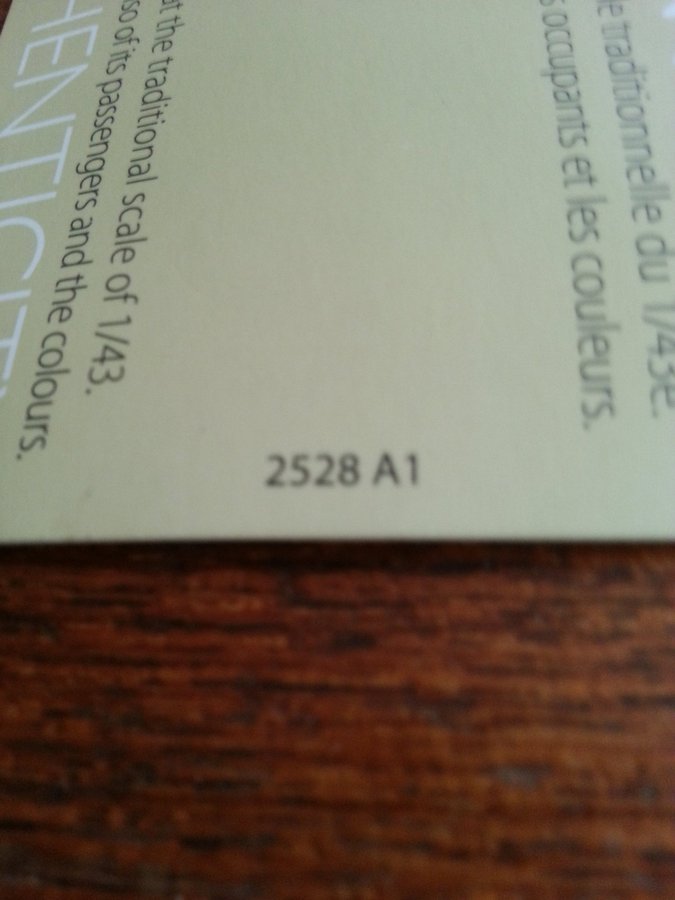 at the traditional scale of 1/43.
so of its passengers and the colours.
traditionnelle du 1/43e.
occupants et les couleurs.
2528 A1